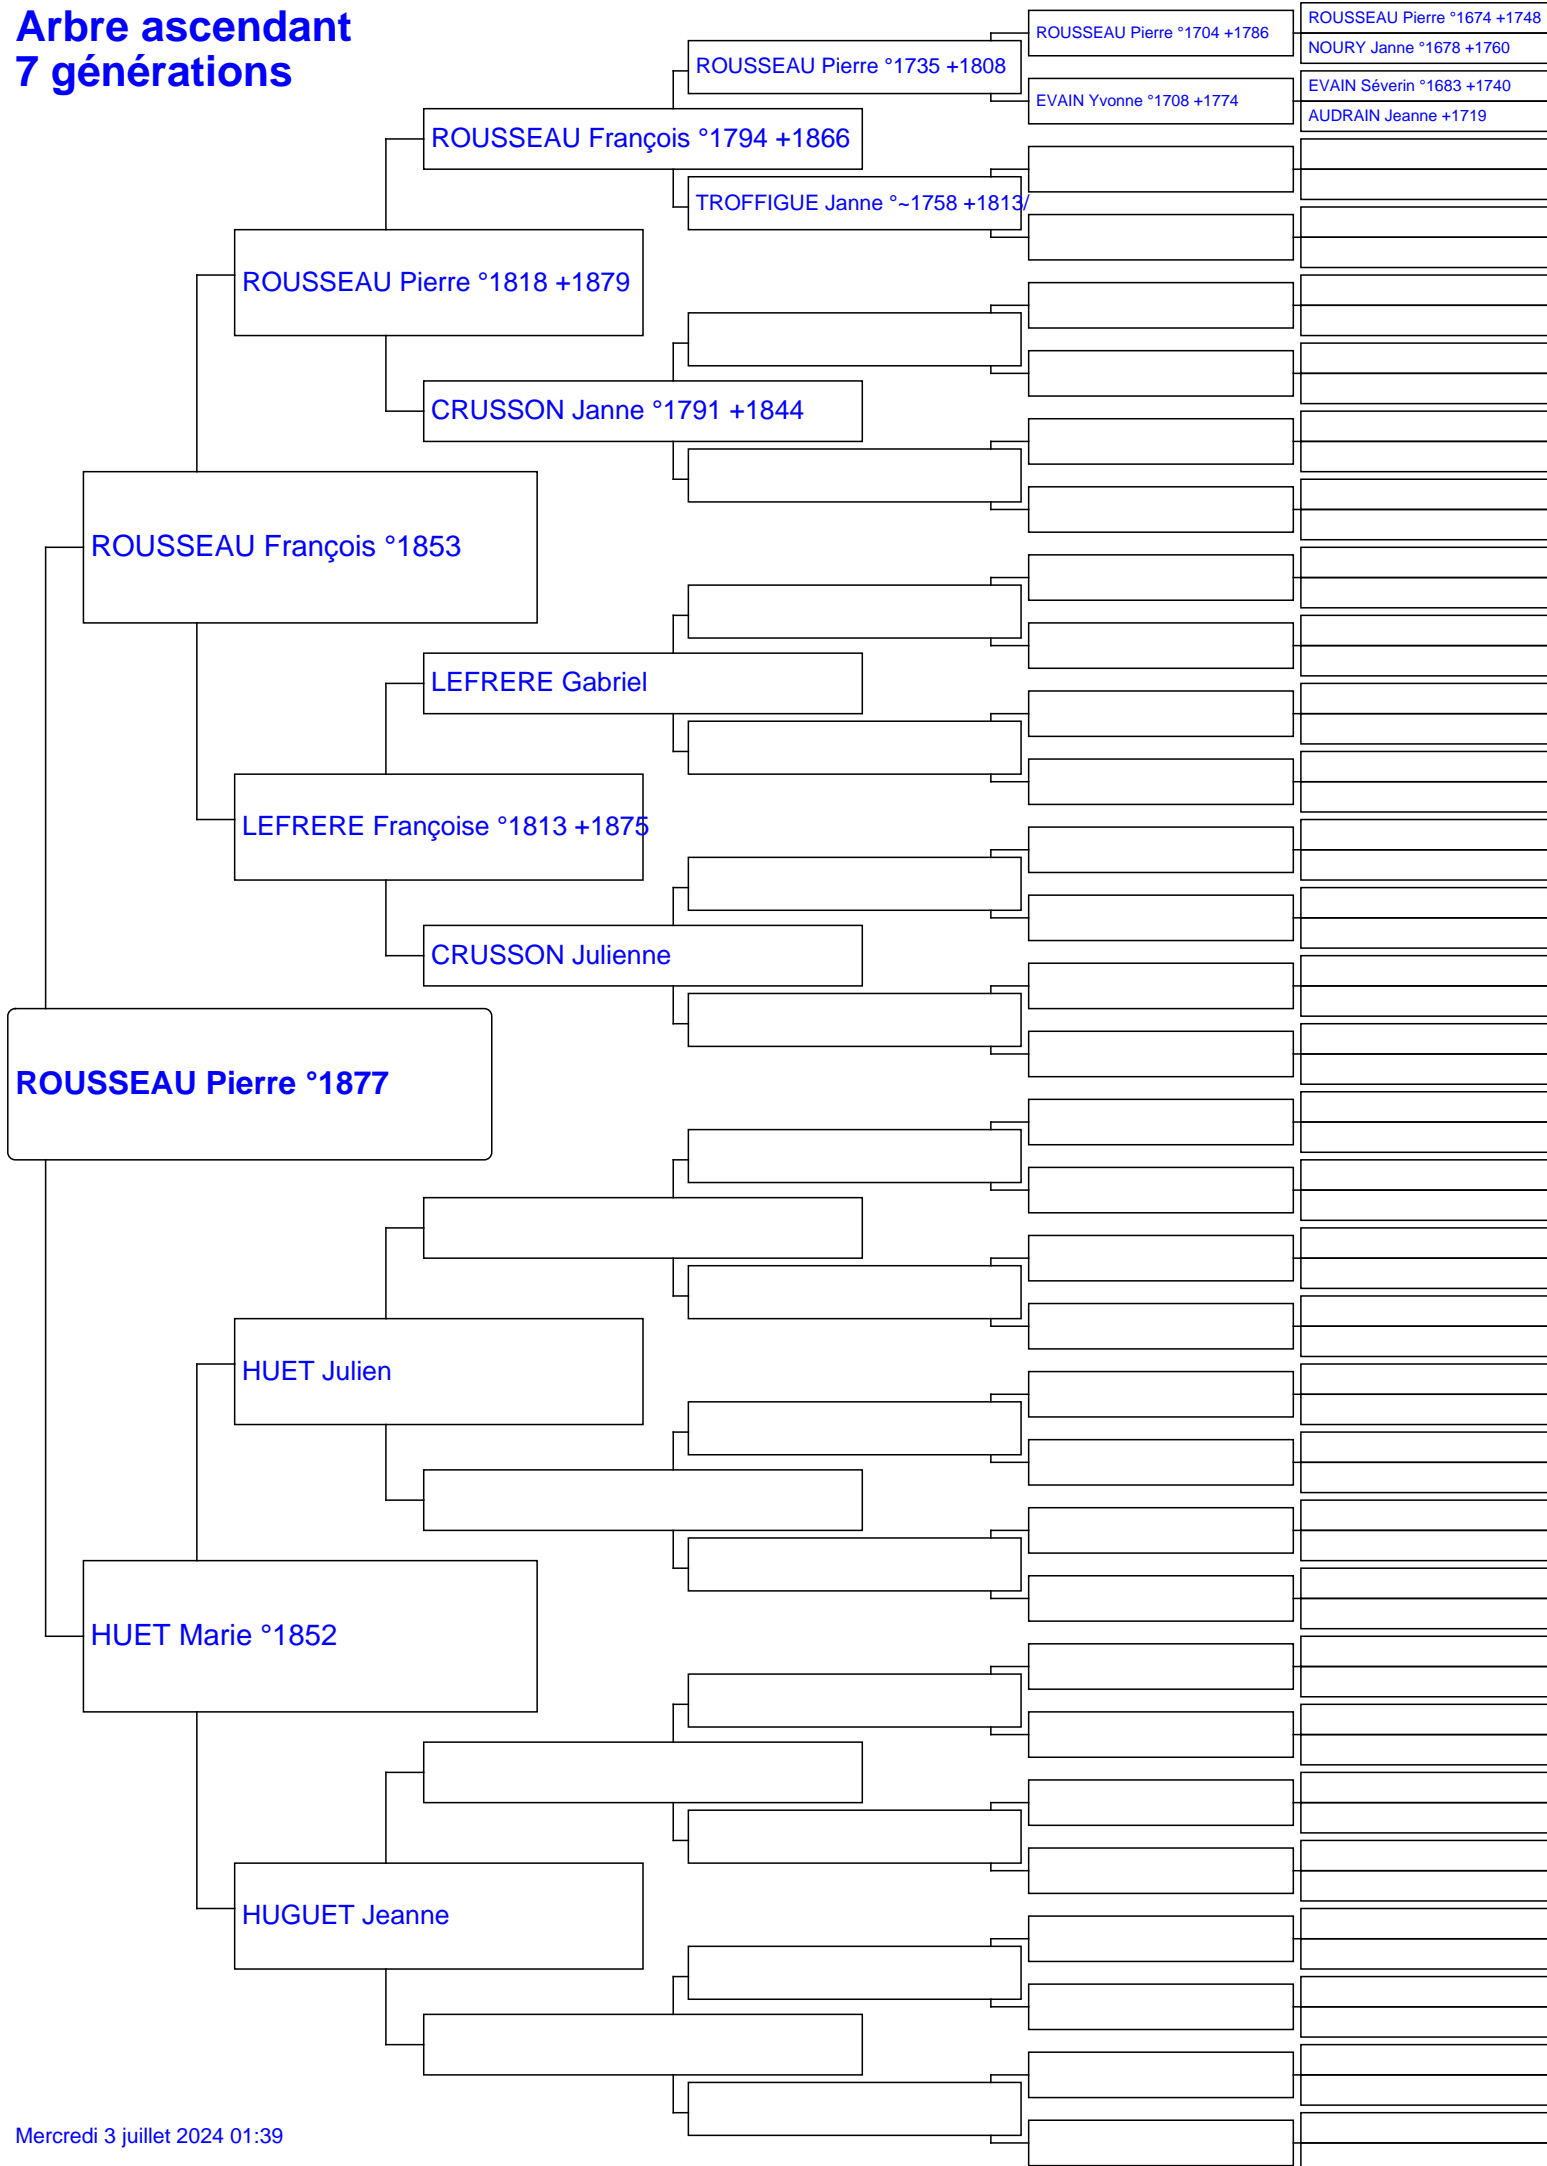 Arbre ascendant
7 générations
ROUSSEAU Pierre °1674 +1748
ROUSSEAU Pierre °1704 +1786
NOURY Janne °1678 +1760
ROUSSEAU Pierre °1735 +1808
EVAIN Séverin °1683 +1740
EVAIN Yvonne °1708 +1774
AUDRAIN Jeanne +1719
ROUSSEAU François °1794 +1866
TROFFIGUE Janne °~1758 +1813/
ROUSSEAU Pierre °1818 +1879
CRUSSON Janne °1791 +1844
ROUSSEAU François °1853
LEFRERE Gabriel
LEFRERE Françoise °1813 +1875
CRUSSON Julienne
ROUSSEAU Pierre °1877
HUET Julien
HUET Marie °1852
HUGUET Jeanne
Mercredi 3 juillet 2024 01:39